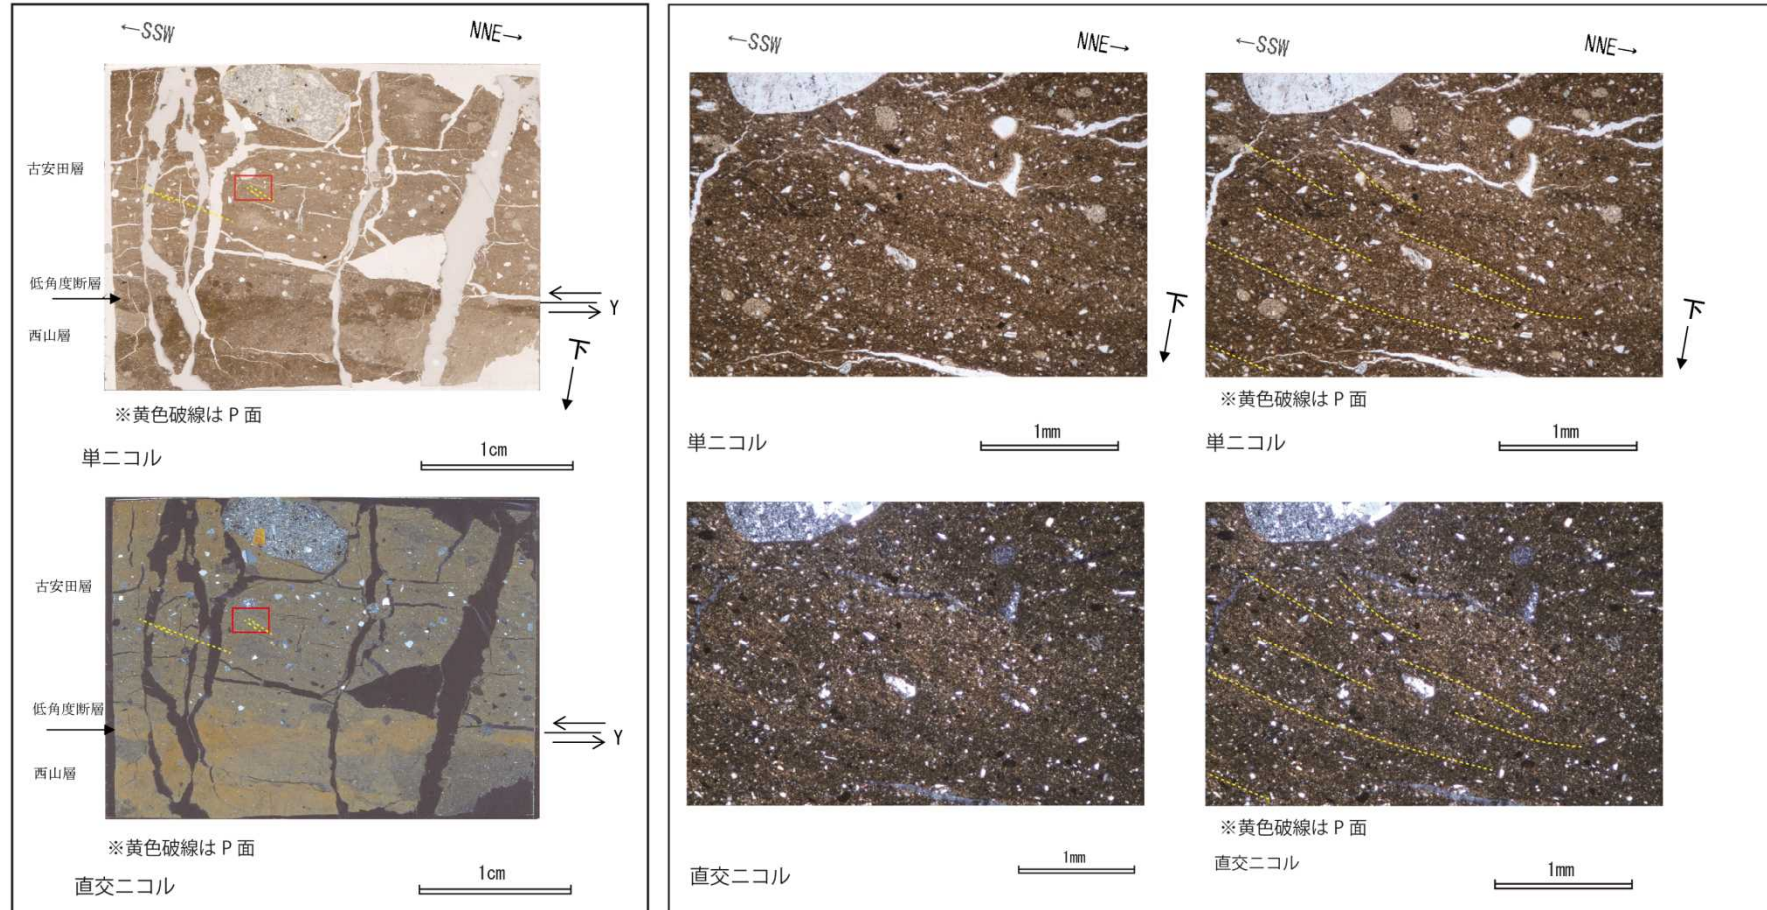 ←SSW
NNE→
古安田層
低角度断層
西山層
Y
下
※黄色破線は P 面
単ニコル
1cm
古安田層
低角度断層
西山層
Y
※黄色破線は P 面
直交ニコル
1cm
←SSW
NNE→
←SSW
NNE→
下
下
※黄色破線は P 面
単ニコル
1mm
単ニコル
1mm
※黄色破線は P 面
直交ニコル
1mm
直交ニコル
1mm